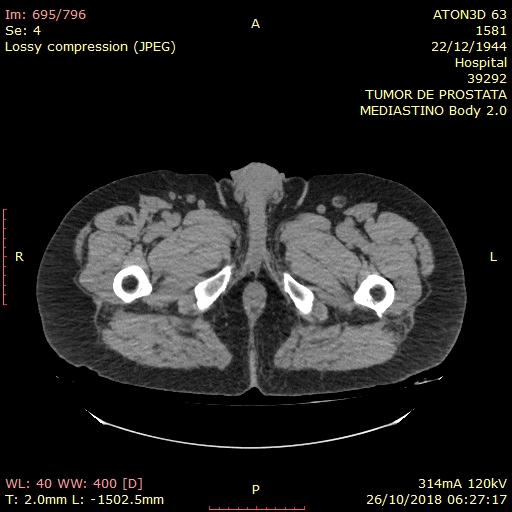 Im: 695/796
Se: 4
Lossy compression (JPEG)
A
ATON3D 63
1581
22/12/1944
Hospital
39292
TUMOR DE PROSTATA
MEDIASTINO Body 2.0
R
L
WL: 40 WW: 400 [D]
T: 2.0mm L: -1502.5mm
P
314mA 120kV
26/10/2018 06:27:17